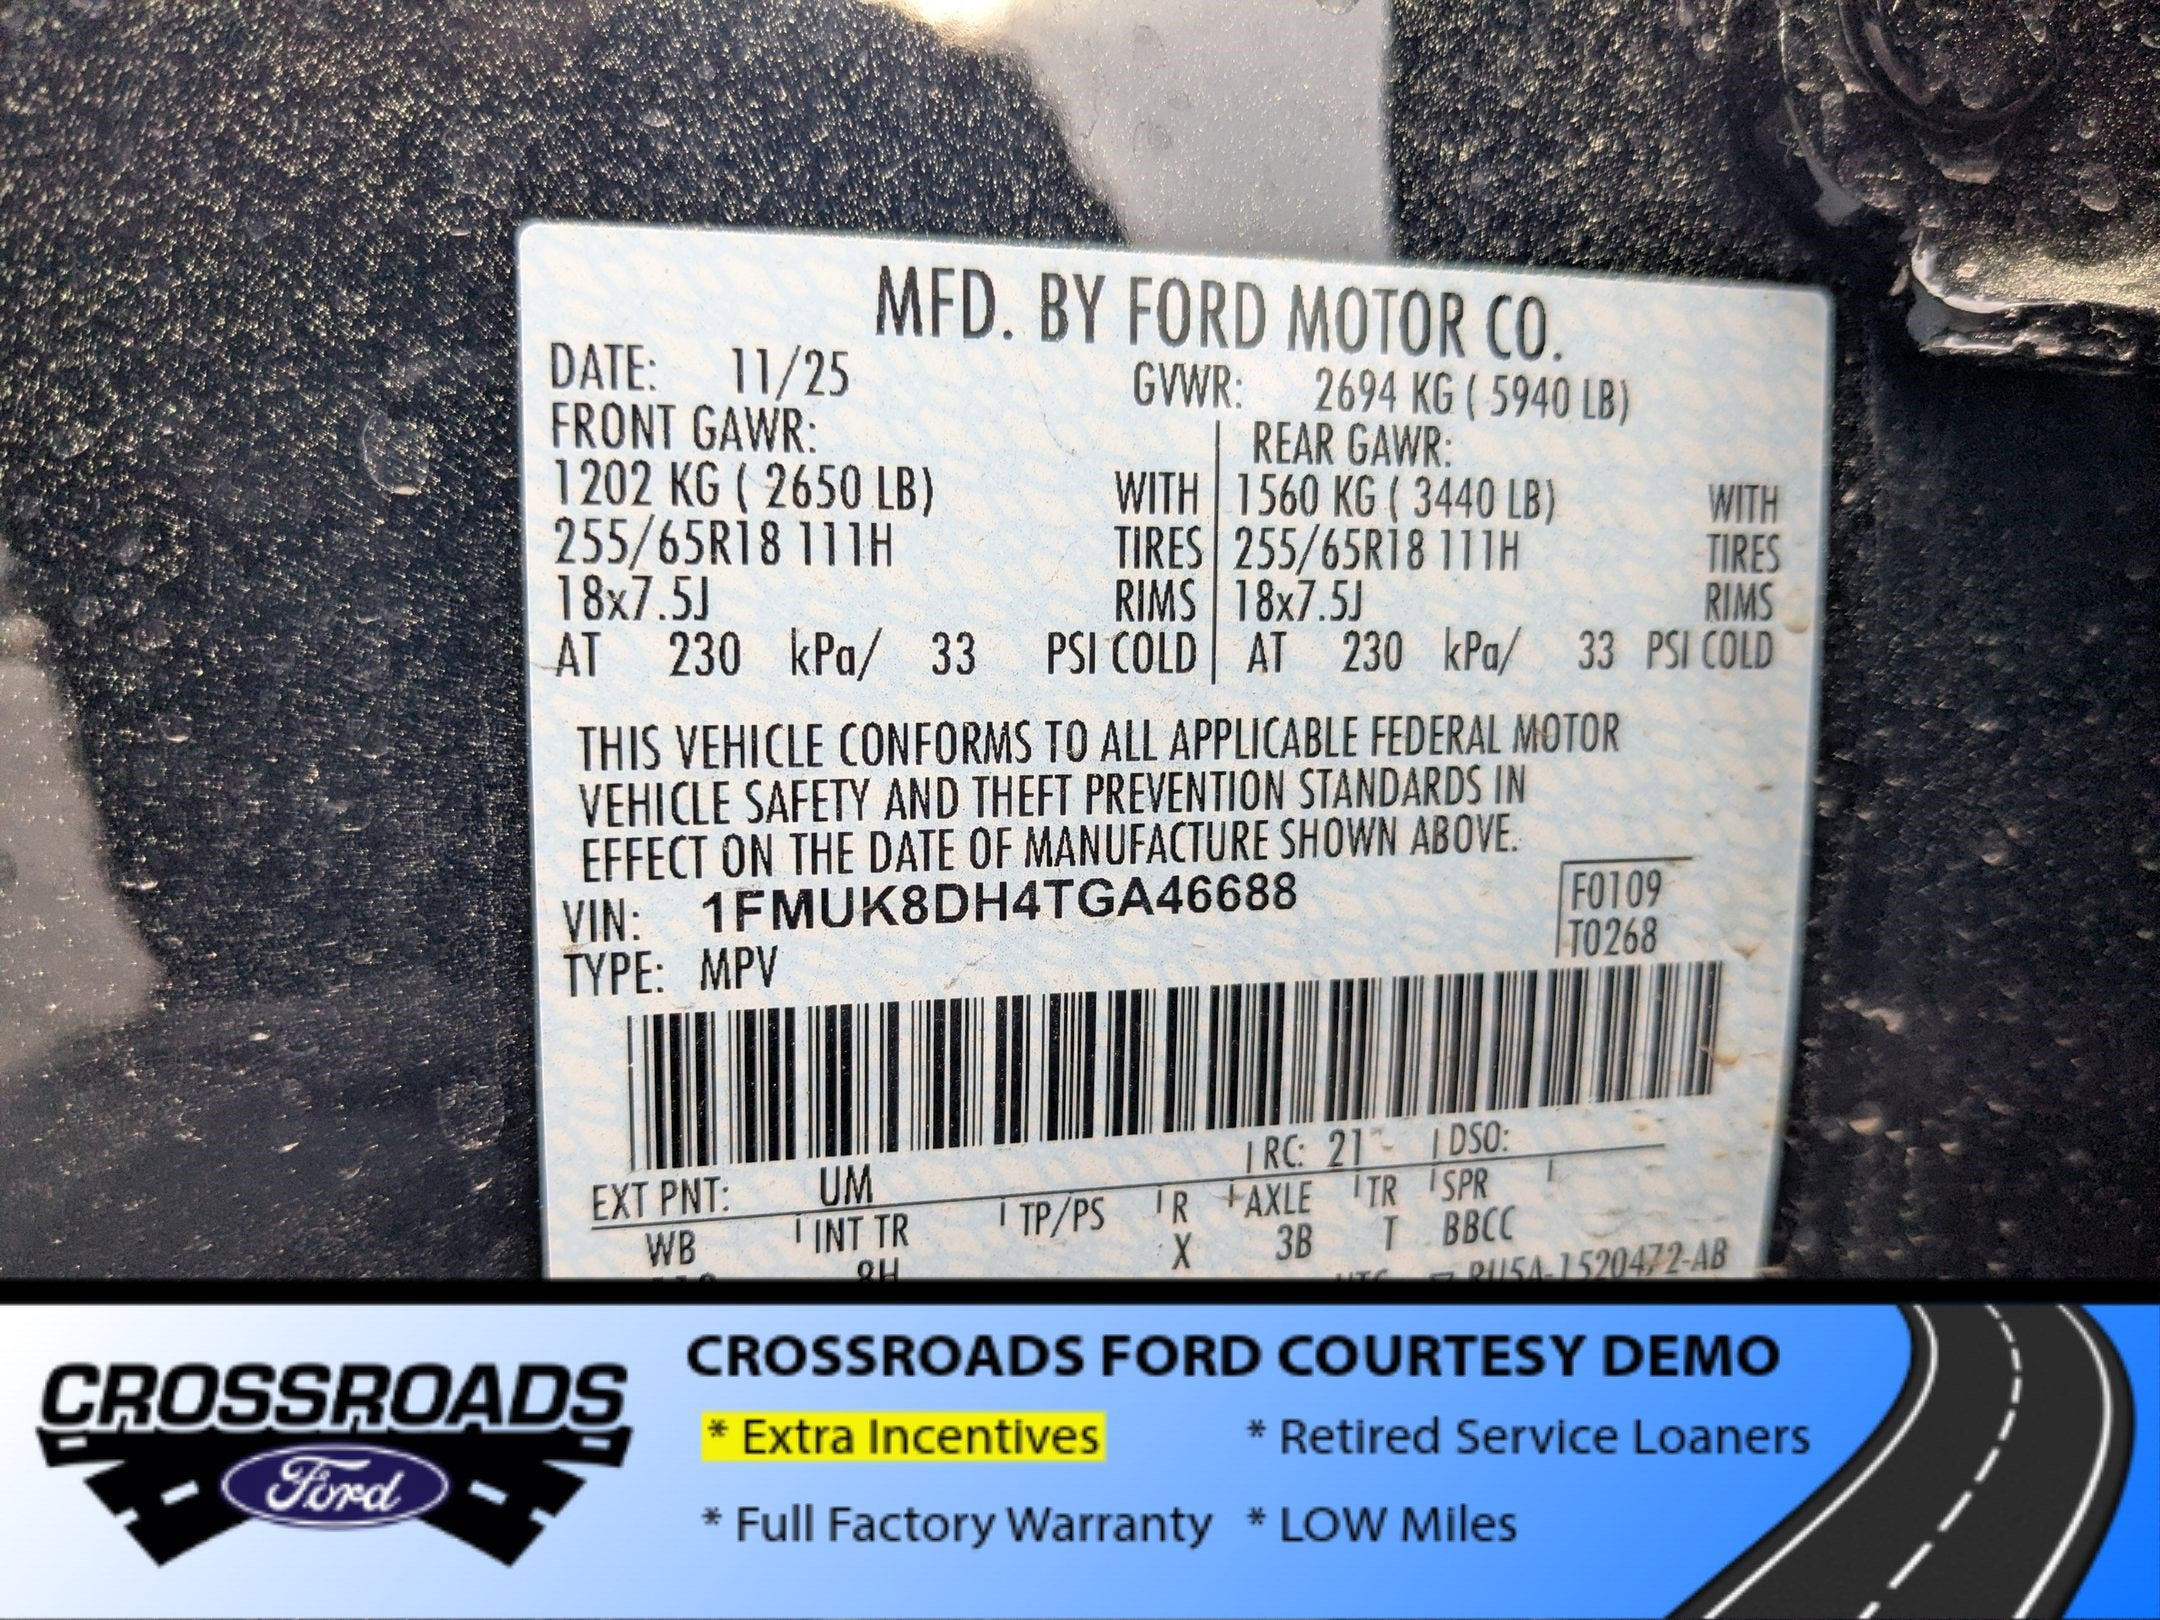 MFD. BY FORD MOTOR CO.
DATE: 11/25 GVWR: 2694 KG ( 5940 LB)
FRONT GAWR: REAR GAWR:
1202 KG ( 2650 LB) WITH 1560 KG ( 3440 LB) WITH
255/65R18 111H TIRES 255/65R18 111H TIRES
18x7.5J RIMS 18x7.5J RIMS
AT 230 kPa/ 33 PSI COLD AT 230 kPa/ 33 PSI COLD
THIS VEHICLE CONFORMS TO ALL APPLICABLE FEDERAL MOTOR
VEHICLE SAFETY AND THEFT PREVENTION STANDARDS IN
EFFECT ON THE DATE OF MANUFACTURE SHOWN ABOVE.
VIN: 1FMUK8DH4TGA46688 F0109
TYPE: MPV T0268
EXT PNT: UM RC: 21 DSO:
WB INT TR TP/PS R AXLE TR SPR
8H X 3B T BBCC
RU5A-1520472-AB
CROSSROADS
Ford
CROSSROADS FORD COURTESY DEMO
* Extra Incentives * Retired Service Loaners
* Full Factory Warranty * LOW Miles